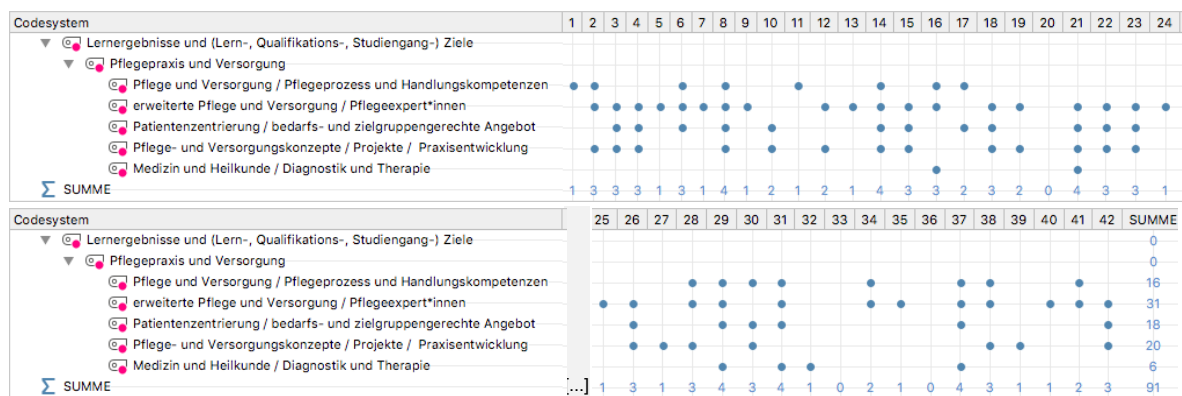 Codesystem 1 2 3 4 5 6 7 8 9 10 11 12 13 14 15 16 17 18 19 20 21 22 23 24
Lernergebnisse und (Lern-, Qualifikations-, Studiengang-) Ziele
Pflegepraxis und Versorgung
Pflege und Versorgung / Pflegeprozess und Handlungskompetenzen
erweiterte Pflege und Versorgung / Pflegeexpert*innen
Patientenzentrierung / bedarfs- und zielgruppengerechte Angebot
Pflege- und Versorgungskonzepte / Projekte / Praxisentwicklung
Medizin und Heilkunde / Diagnostik und Therapie
Σ SUMME 1 3 3 3 1 3 1 4 1 2 1 2 1 4 3 3 2 3 2 0 4 3 3 1
Codesystem 25 26 27 28 29 30 31 32 33 34 35 36 37 38 39 40 41 42 SUMME
Lernergebnisse und (Lern-, Qualifikations-, Studiengang-) Ziele 0
Pflegepraxis und Versorgung 0
Pflege und Versorgung / Pflegeprozess und Handlungskompetenzen 16
erweiterte Pflege und Versorgung / Pflegeexpert*innen 31
Patientenzentrierung / bedarfs- und zielgruppengerechte Angebot 18
Pflege- und Versorgungskonzepte / Projekte / Praxisentwicklung 20
Medizin und Heilkunde / Diagnostik und Therapie 6
Σ SUMME [...] 1 3 1 3 4 3 4 1 0 2 1 0 4 3 1 1 2 3 91